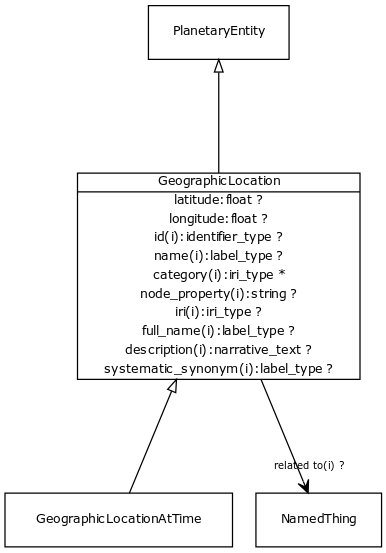 PlanetaryEntity
GeographicLocation
latitude:float ?
longitude:float ?
id(i):identifier_type ?
name(i):label_type ?
category(i):iri_type *
node_property(i):string ?
iri(i):iri_type ?
full_name(i):label_type ?
description(i):narrative_text ?
systematic_synonym(i):label_type ?
related to(i) ?
GeographicLocationAtTime
NamedThing